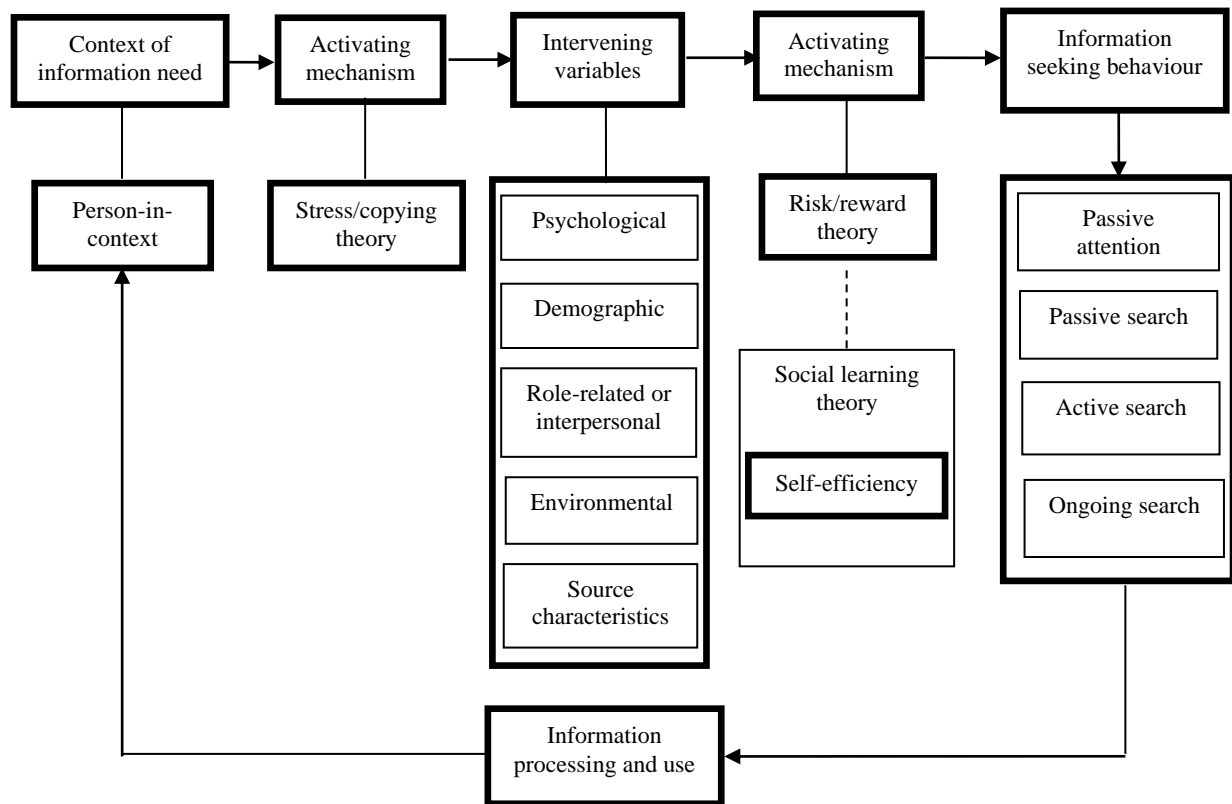 Context of
information need
Activating
mechanism
Intervening
variables
Activating
mechanism
Information
seeking behaviour
Person-in-
context
Stress/copying
theory
Psychological
Demographic
Role-related or
interpersonal
Environmental
Source
characteristics
Risk/reward
theory
Social learning
theory
Self-efficiency
Passive
attention
Passive search
Active search
Ongoing search
Information
processing and use